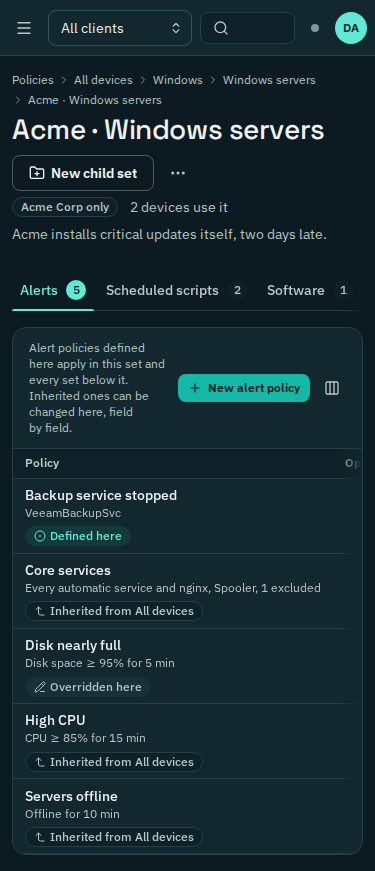 All clients
DA
Policies > All devices > Windows > Windows servers
> Acme · Windows servers
Acme · Windows servers
New child set
Acme Corp only 2 devices use it
Acme installs critical updates itself, two days late.
Alerts 5 Scheduled scripts 2 Software 1
Alert policies defined
here apply in this set and
every set below it.
Inherited ones can be
changed here, field
by field.
New alert policy
Policy
Backup service stopped
VeeamBackupSvc
Defined here
Core services
Every automatic service and nginx, Spooler, 1 excluded
Inherited from All devices
Disk nearly full
Disk space ≥ 95% for 5 min
Overridden here
High CPU
CPU ≥ 85% for 15 min
Inherited from All devices
Servers offline
Offline for 10 min
Inherited from All devices